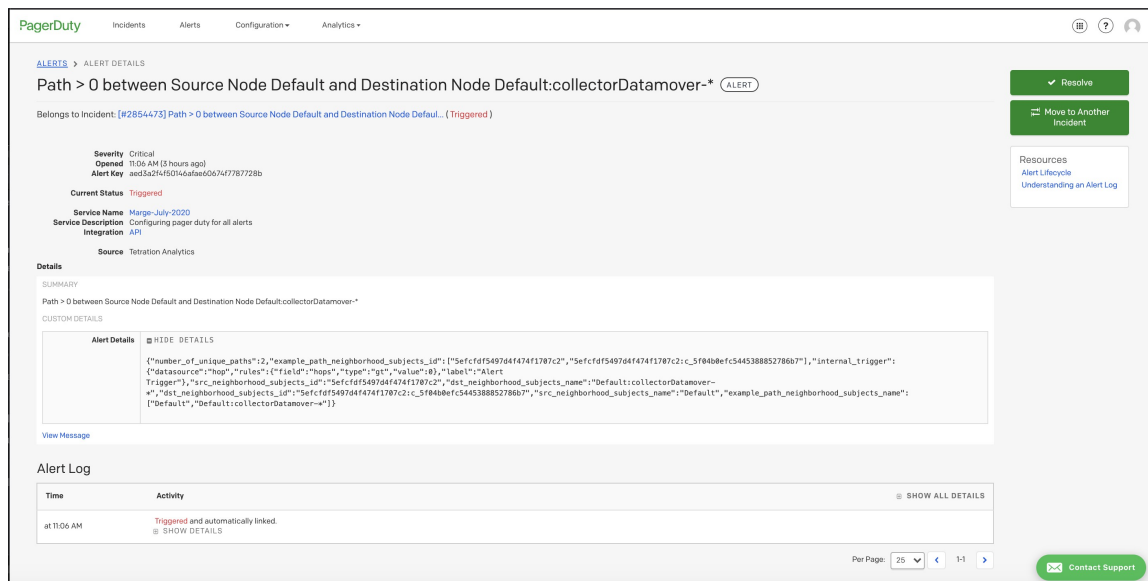 PagerDuty Incidents Alerts Configuration Analytics ?
ALERTS > ALERT DETAILS
Path > 0 between Source Node Default and Destination Node Default:collectorDatamover-* ALERT
Resolve
Belongs to Incident: [#2854473] Path > 0 between Source Node Default and Destination Node Defaul... ( Triggered )
Move to Another
Incident
Severity Critical
Opened 11:06 AM (3 hours ago)
Alert Key aed3a2f4f50146afae60674f7787728b
Resources
Alert Lifecycle
Understanding an Alert Log
Current Status Triggered
Service Name Marge-July-2020
Service Description Configuring pager duty for all alerts
Integration API
Source Tetration Analytics
Details
SUMMARY
Path > 0 between Source Node Default and Destination Node Default:collectorDatamover-*
CUSTOM DETAILS
Alert Details HIDE DETAILS
{"number_of_unique_paths":2,"example_path_neighborhood_subjects_id":["5efcfdf5497d4f474f1707c2","5efcfdf5497d4f474f1707c2:c_5f04b0efc5445388852786b7"],"internal_trigger":
{"datasource":"hop","rules":{"field":"hops","type":"gt","value":0},"label":"Alert
Trigger"},"src_neighborhood_subjects_id":"5efcfdf5497d4f474f1707c2","dst_neighborhood_subjects_name":"Default:collectorDatamover-
*","dst_neighborhood_subjects_id":"5efcfdf5497d4f474f1707c2:c_5f04b0efc5445388852786b7","src_neighborhood_subjects_name":"Default","example_path_neighborhood_subjects_name":
["Default","Default:collectorDatamover-*"]}
View Message
Alert Log
Time Activity SHOW ALL DETAILS
at 11:06 AM Triggered and automatically linked.
SHOW DETAILS
Per Page: 25 1-1
Contact Support